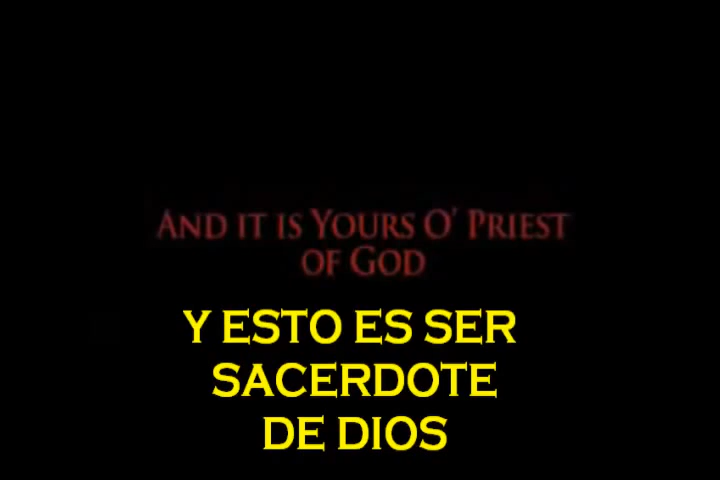 And it is Yours O' Priest
of God
Y ESTO ES SER
SACERDOTE
DE DIOS